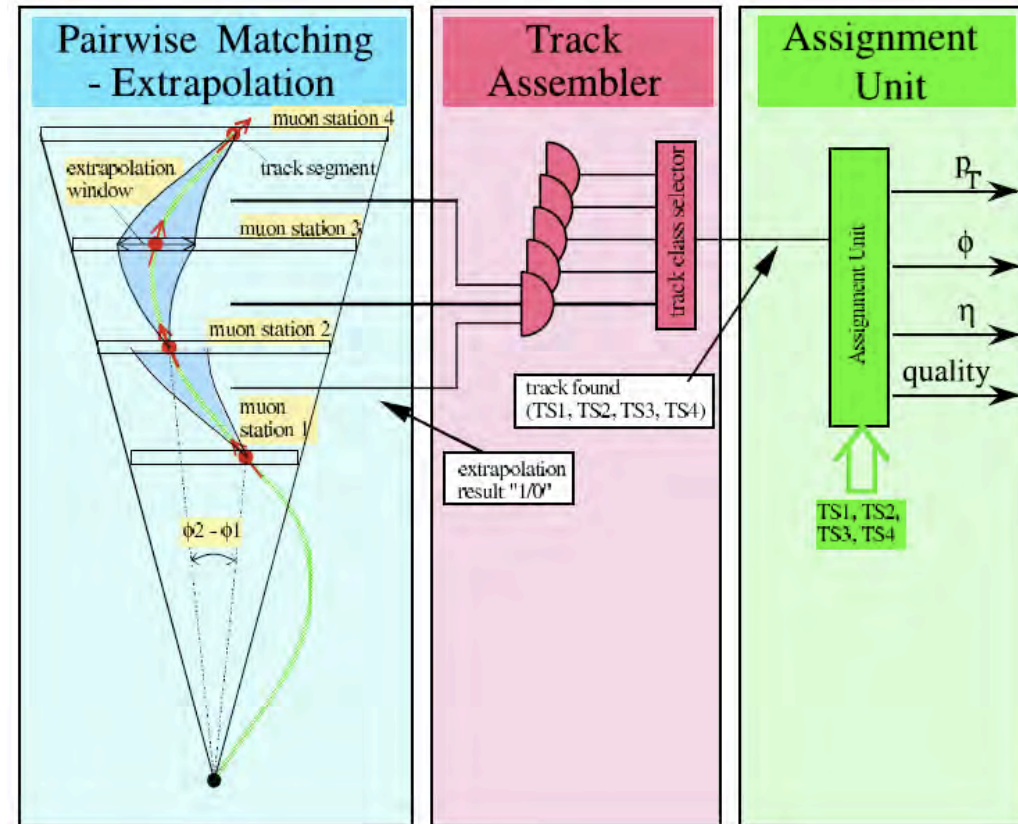 Pairwise Matching
- Extrapolation
muon station 4
extrapolation
window
track segment
muon station 3
muon station 2
muon
station 1
ϕ2 - ϕ1
Track
Assembler
track class selector
track found
(TS1, TS2, TS3, TS4)
extrapolation
result "1/0"
Assignment
Unit
Assignment Unit
p_T
ϕ
η
quality
TS1, TS2,
TS3, TS4